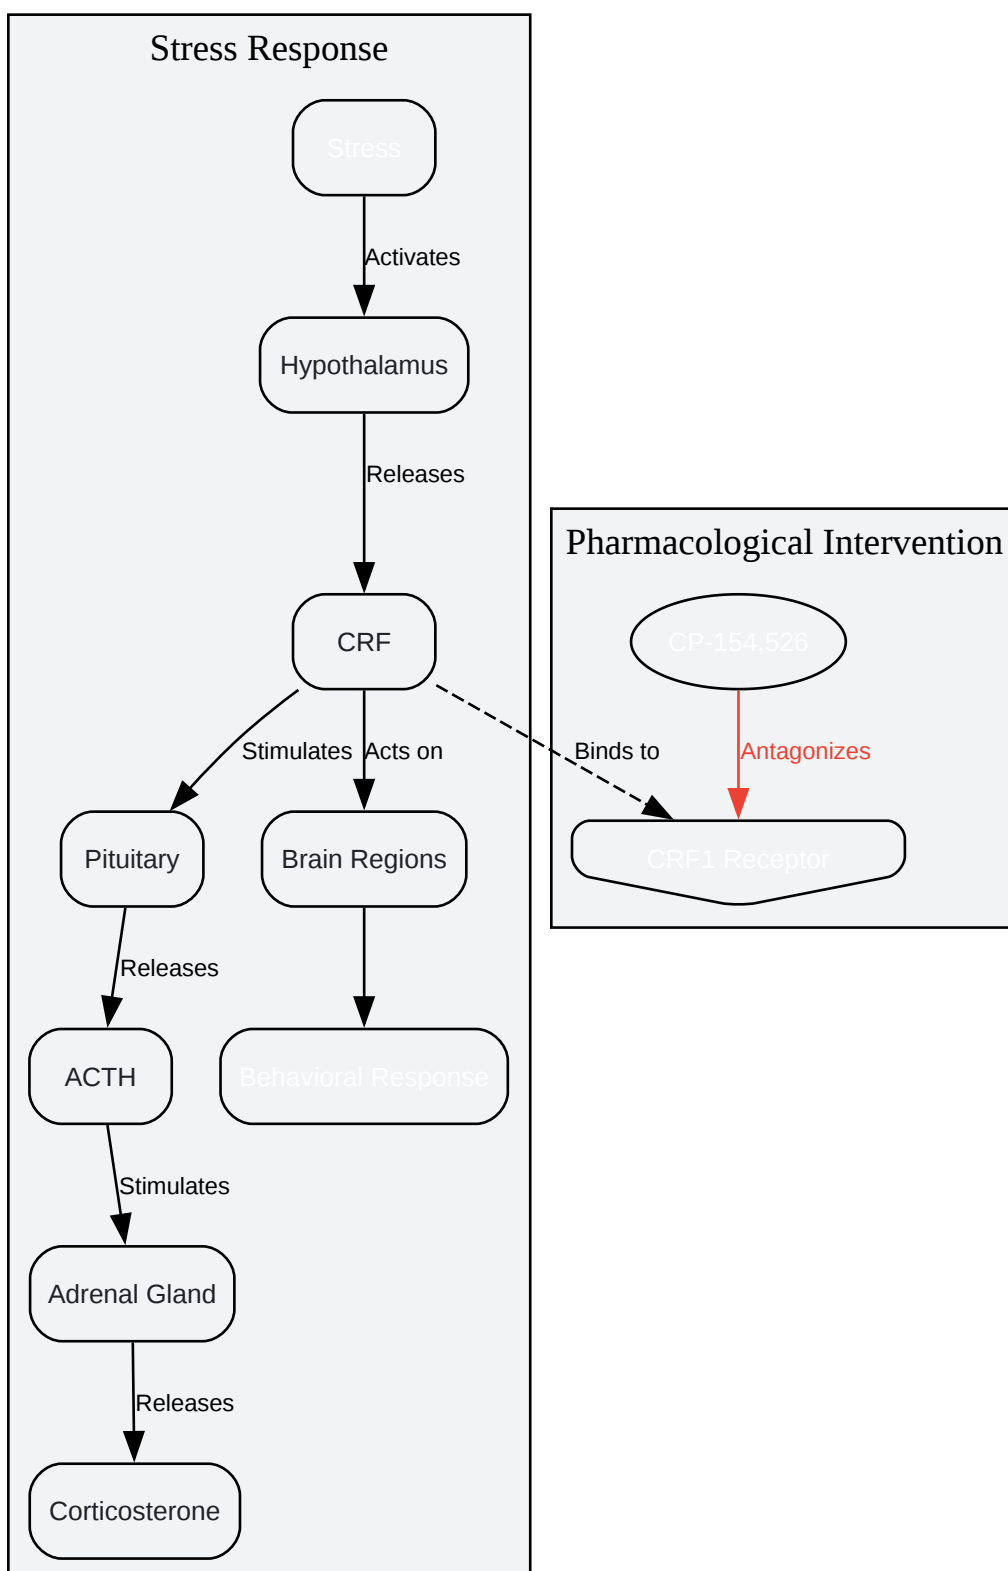 Stress Response
Stress
Activates
Hypothalamus
Releases
CRF
Stimulates
Acts on
Pituitary
Brain Regions
Releases
ACTH
Behavioral Response
Stimulates
Adrenal Gland
Releases
Corticosterone
Pharmacological Intervention
CP-154,526
Binds to
Antagonizes
CRF1 Receptor